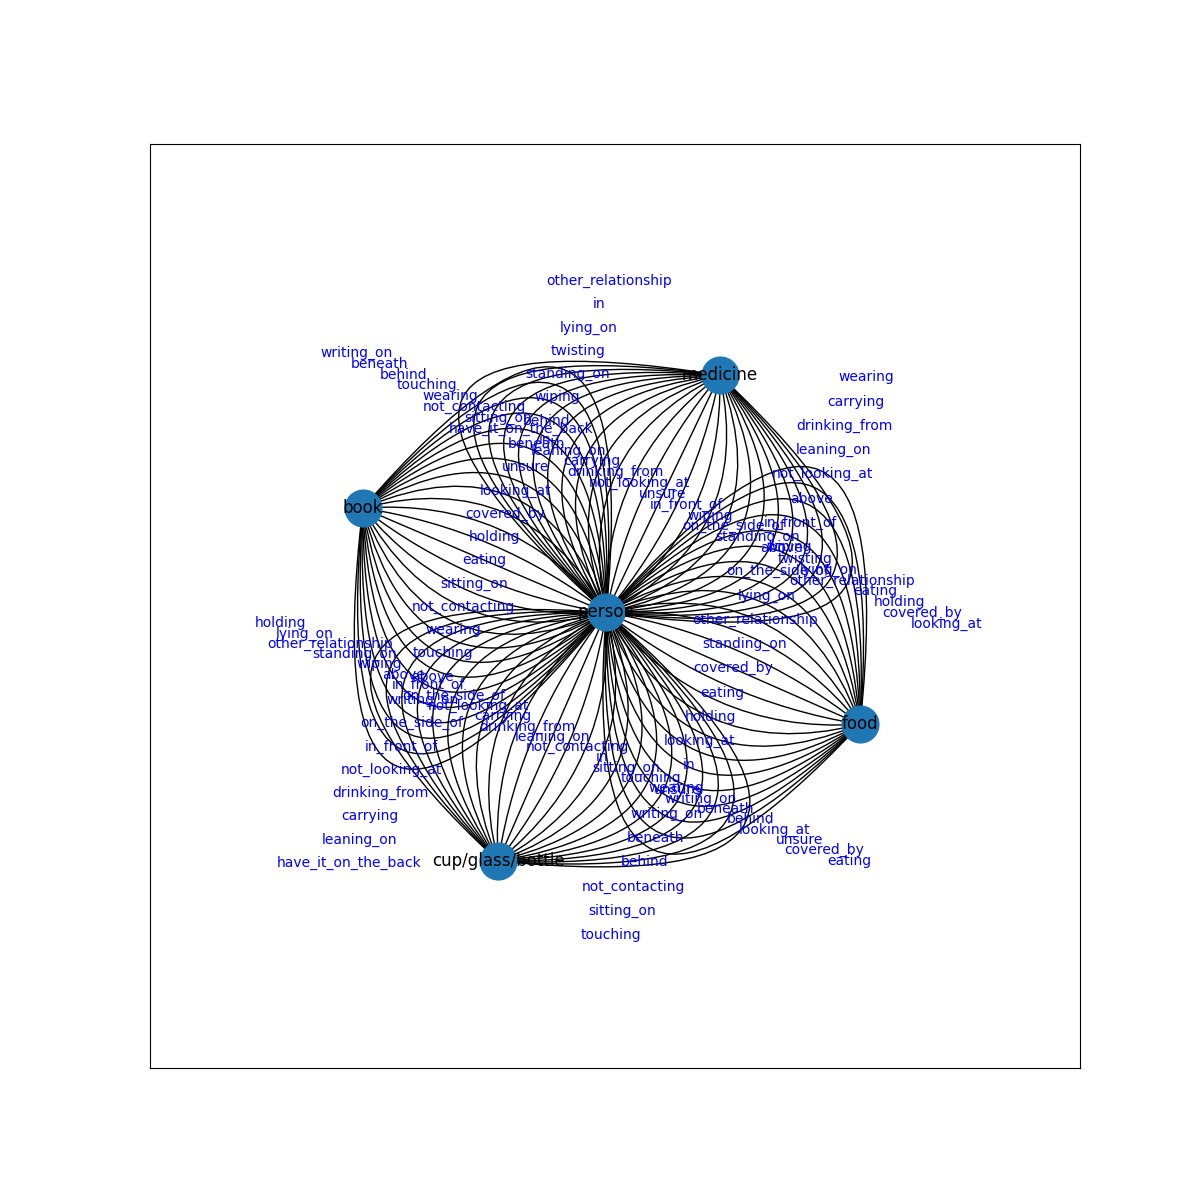 other_relationship
in
lying_on
twisting
writing_on
beneath
standing_on
medicine
behind
wearing
touching
wearing
wiping
carrying
not_contacting
sitting_on
behind
drinking_from
have_it_on_the_back
beneath
leaning_on
leaning_on
carrying
unsure
drinking_from
not_looking_at
not_looking_at
looking_at
unsure
above
in_front_of
book
covered_by
wiping
in_front_of
on_the_side_of
holding
standing_on
above
twisting
eating
on_the_side_of
lying_on
other_relationship
sitting_on
eating
lying_on
holding
not_contacting
person
covered_by
holding
other_relationship
looking_at
wearing
lying_on
other_relationship
standing_on
touching
standing_on
wiping
covered_by
above
above
in_front_of
eating
on_the_side_of
writing_on
not_looking_at
carrying
holding
on_the_side_of
drinking_from
food
leaning_on
looking_at
in_front_of
not_contacting
in
in
sitting_on
not_looking_at
touching
wearing
unsure
drinking_from
writing_on
beneath
carrying
writing_on
behind
looking_at
leaning_on
beneath
unsure
covered_by
have_it_on_the_back
cup/glass/bottle
behind
eating
not_contacting
sitting_on
touching